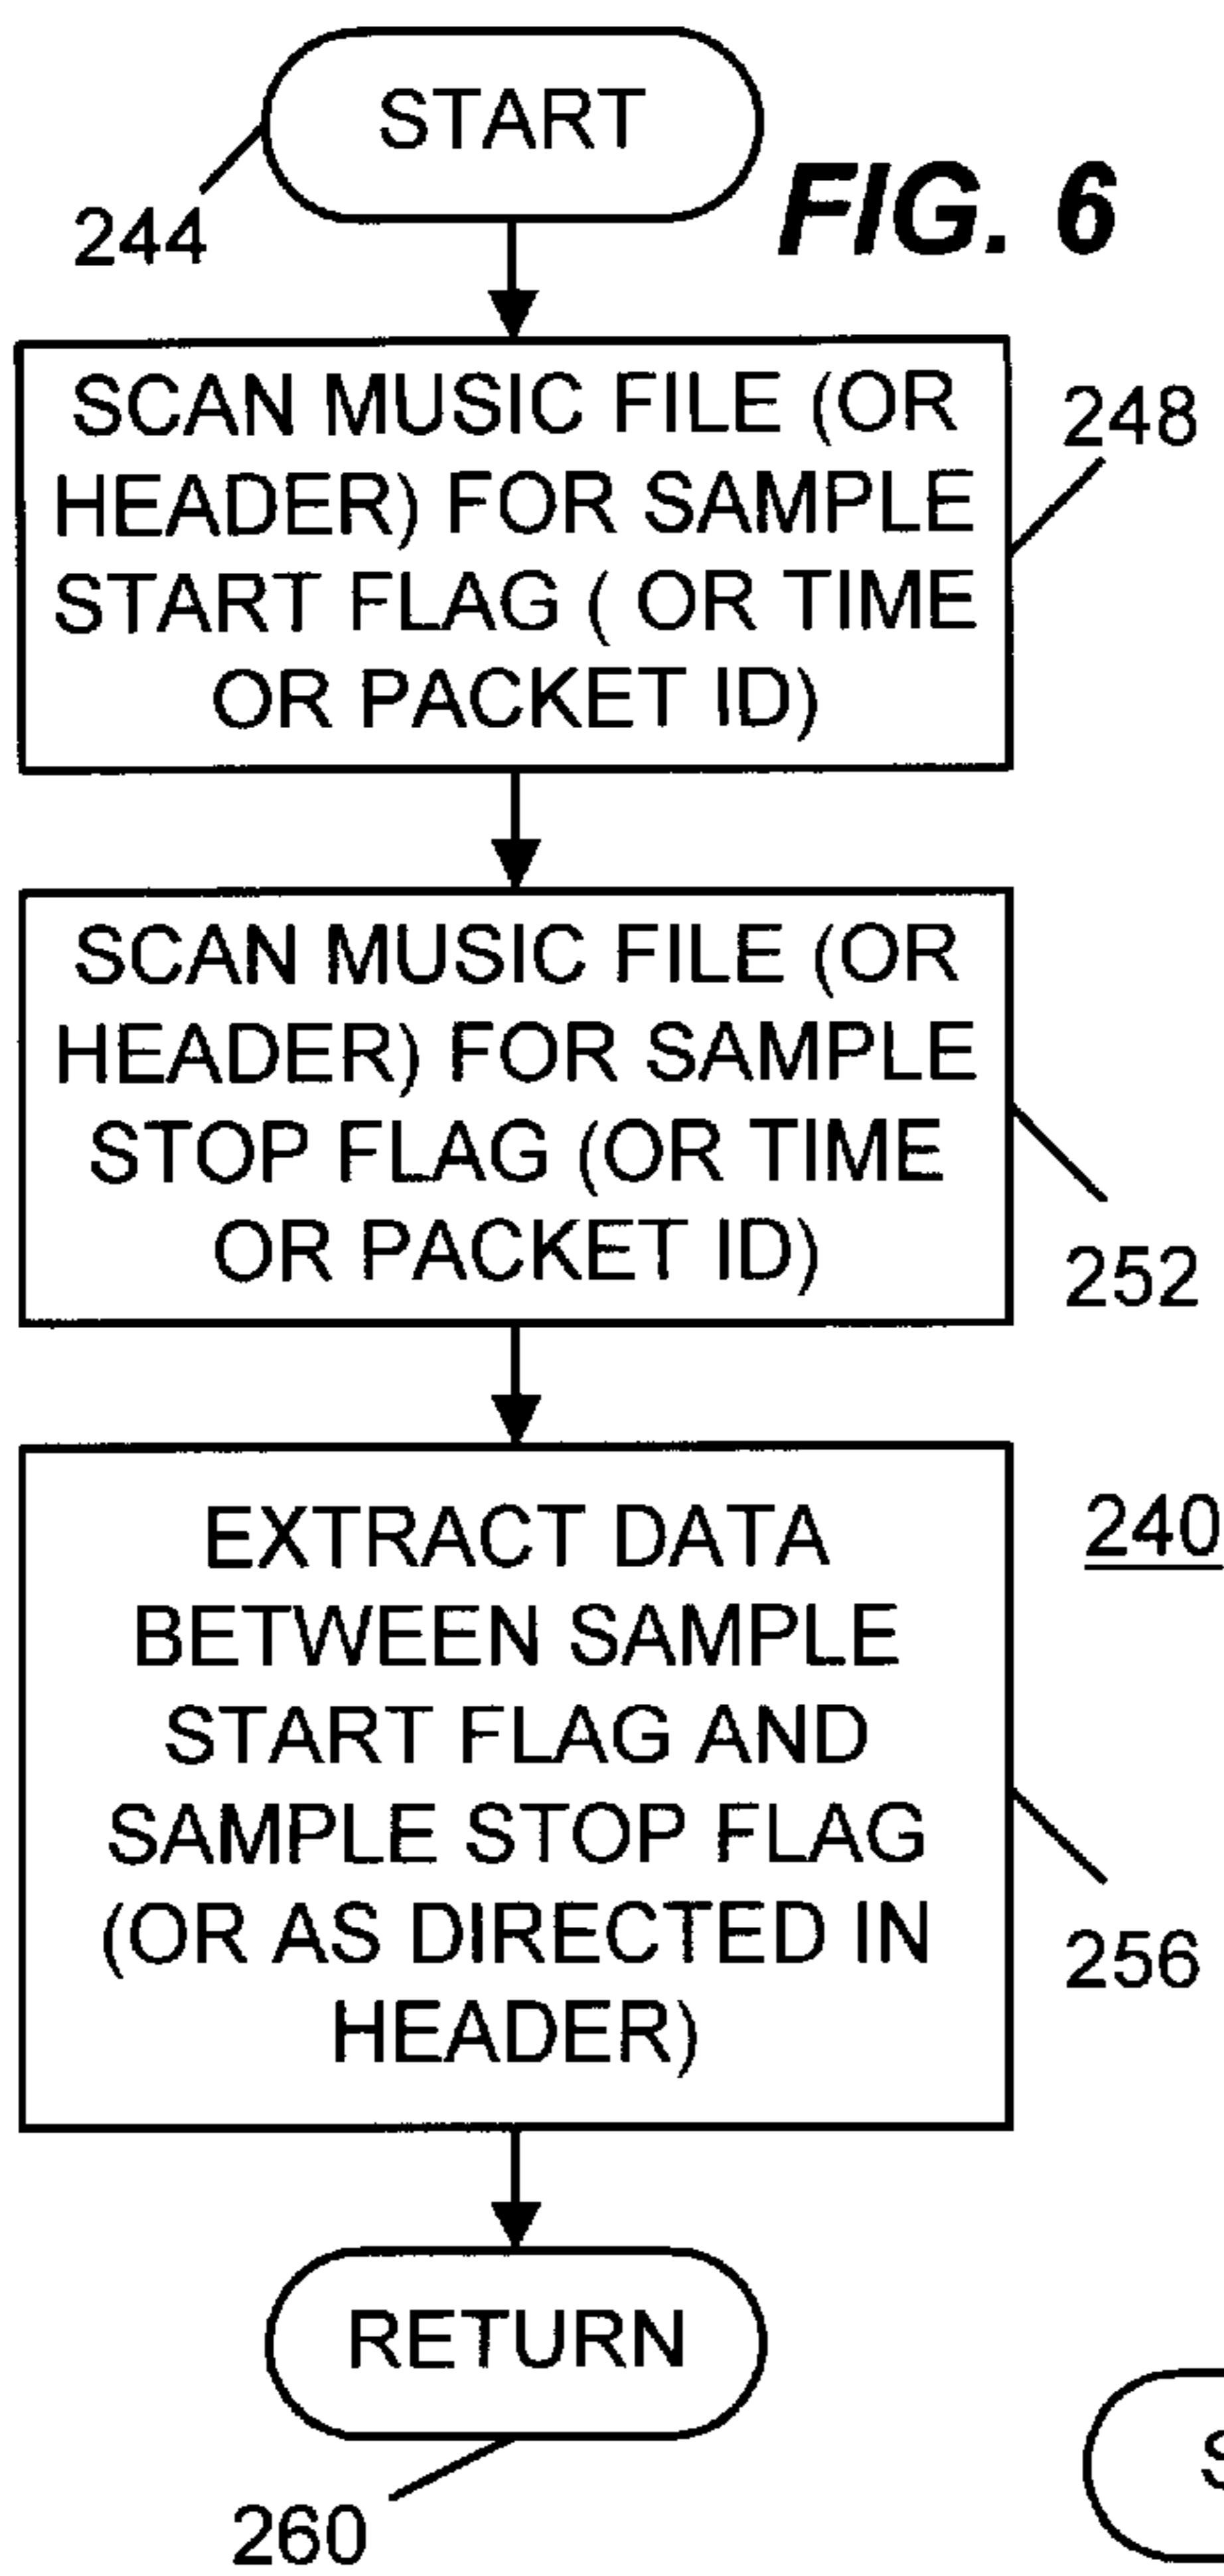 START
FIG. 6
244
SCAN MUSIC FILE (OR
HEADER) FOR SAMPLE
START FLAG ( OR TIME
OR PACKET ID)
248
SCAN MUSIC FILE (OR
HEADER) FOR SAMPLE
STOP FLAG (OR TIME
OR PACKET ID)
252
EXTRACT DATA
BETWEEN SAMPLE
START FLAG AND
SAMPLE STOP FLAG
(OR AS DIRECTED IN
HEADER)
240
256
RETURN
260